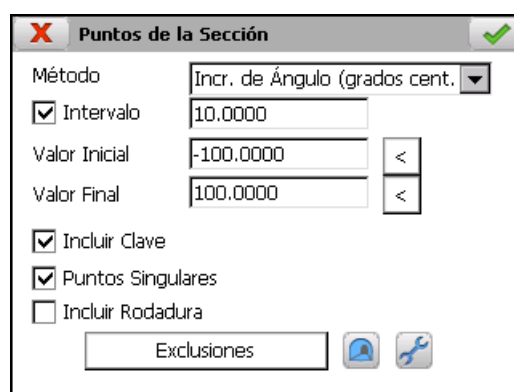 Puntos de la Sección
Método Incr. de Ángulo (grados cent.
Intervalo 10.0000
Valor Inicial -100.0000 <
Valor Final 100.0000 <
Incluir Clave
Puntos Singulares
Incluir Rodadura
Exclusiones